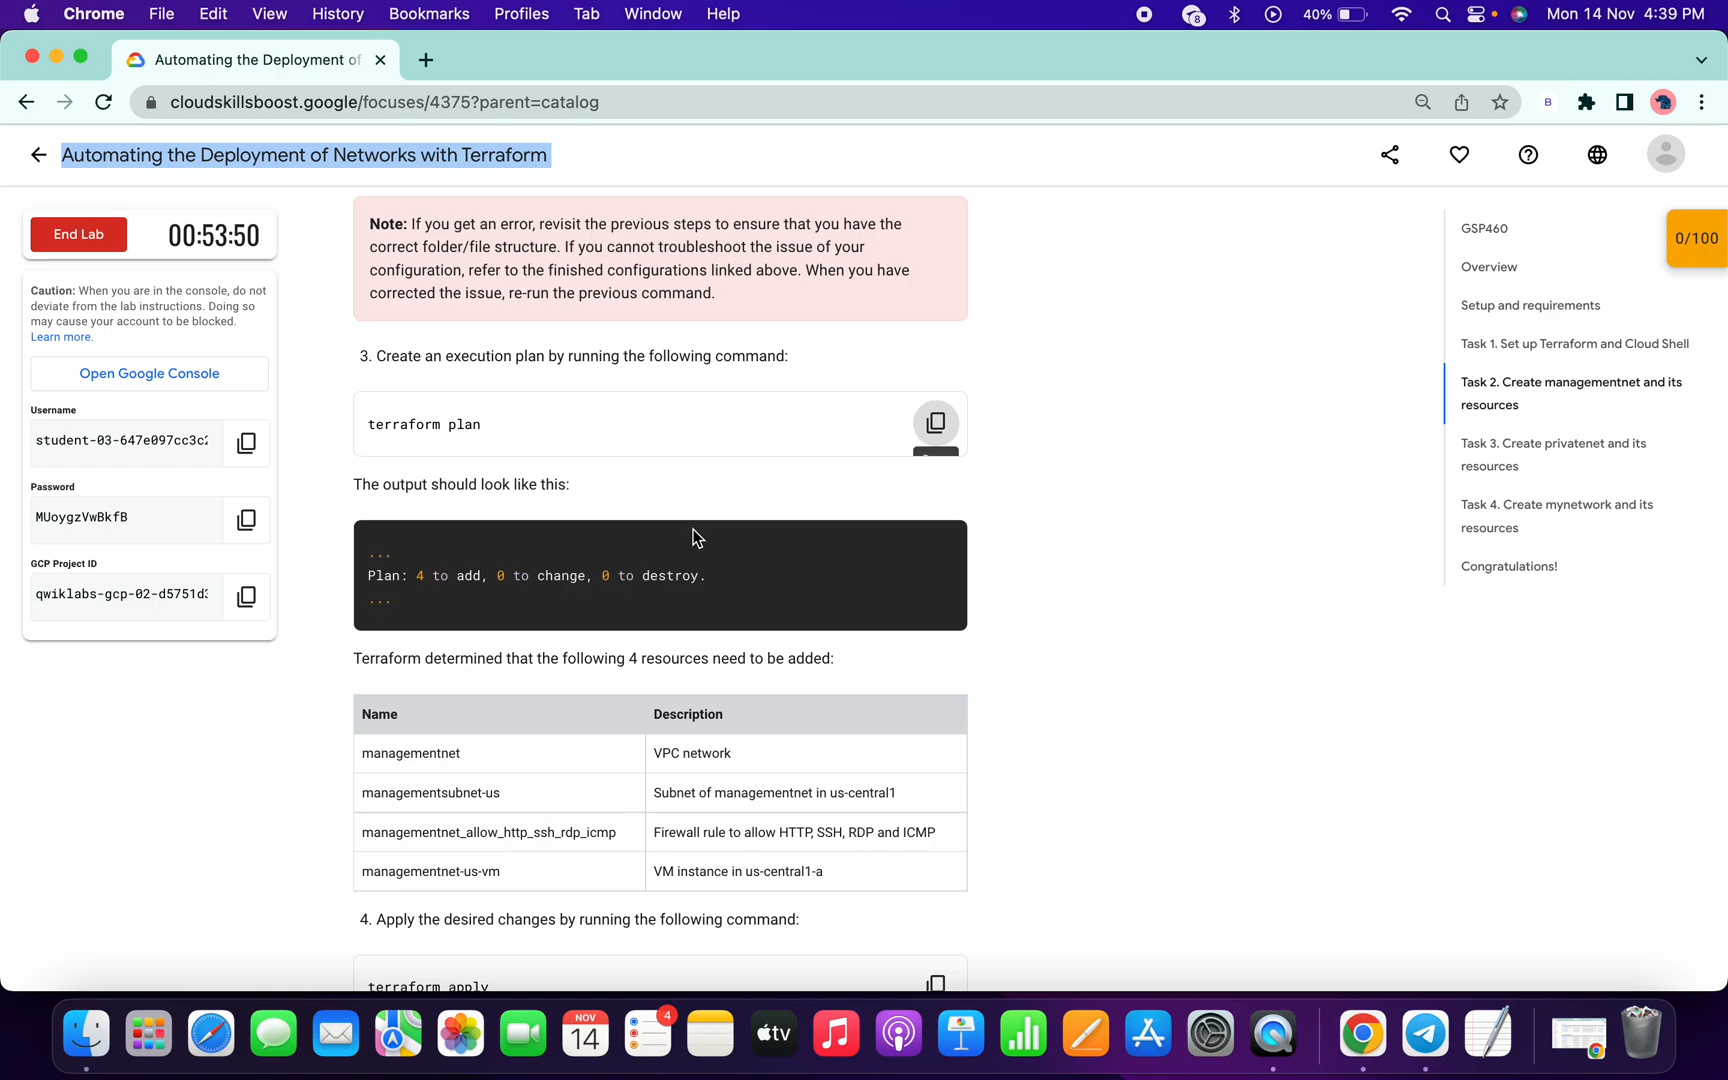 Chrome File Edit View History Bookmarks Profiles Tab Window Help
8 40% Mon 14 Nov 4:39 PM
Automating the Deployment of
cloudskillsboost.google/focuses/4375?parent=catalog
B
Automating the Deployment of Networks with Terraform
End Lab 00:53:50
Caution: When you are in the console, do not
deviate from the lab instructions. Doing so
may cause your account to be blocked.
Learn more.
Open Google Console
Username
student-03-647e097cc3c2
Password
MUoygzVwBkfB
GCP Project ID
qwiklabs-gcp-02-d5751d3
Note: If you get an error, revisit the previous steps to ensure that you have the
correct folder/file structure. If you cannot troubleshoot the issue of your
configuration, refer to the finished configurations linked above. When you have
corrected the issue, re-run the previous command.
3. Create an execution plan by running the following command:
terraform plan
The output should look like this:
...
Plan: 4 to add, 0 to change, 0 to destroy.
...
Terraform determined that the following 4 resources need to be added:
Name Description
managementnet VPC network
managementsubnet-us Subnet of managementnet in us-central1
managementnet_allow_http_ssh_rdp_icmp Firewall rule to allow HTTP, SSH, RDP and ICMP
managementnet-us-vm VM instance in us-central1-a
4. Apply the desired changes by running the following command:
terraform apply
GSP460
Overview
Setup and requirements
Task 1. Set up Terraform and Cloud Shell
Task 2. Create managementnet and its
resources
Task 3. Create privatenet and its
resources
Task 4. Create mynetwork and its
resources
Congratulations!
0/100
NOV
14
4
tv